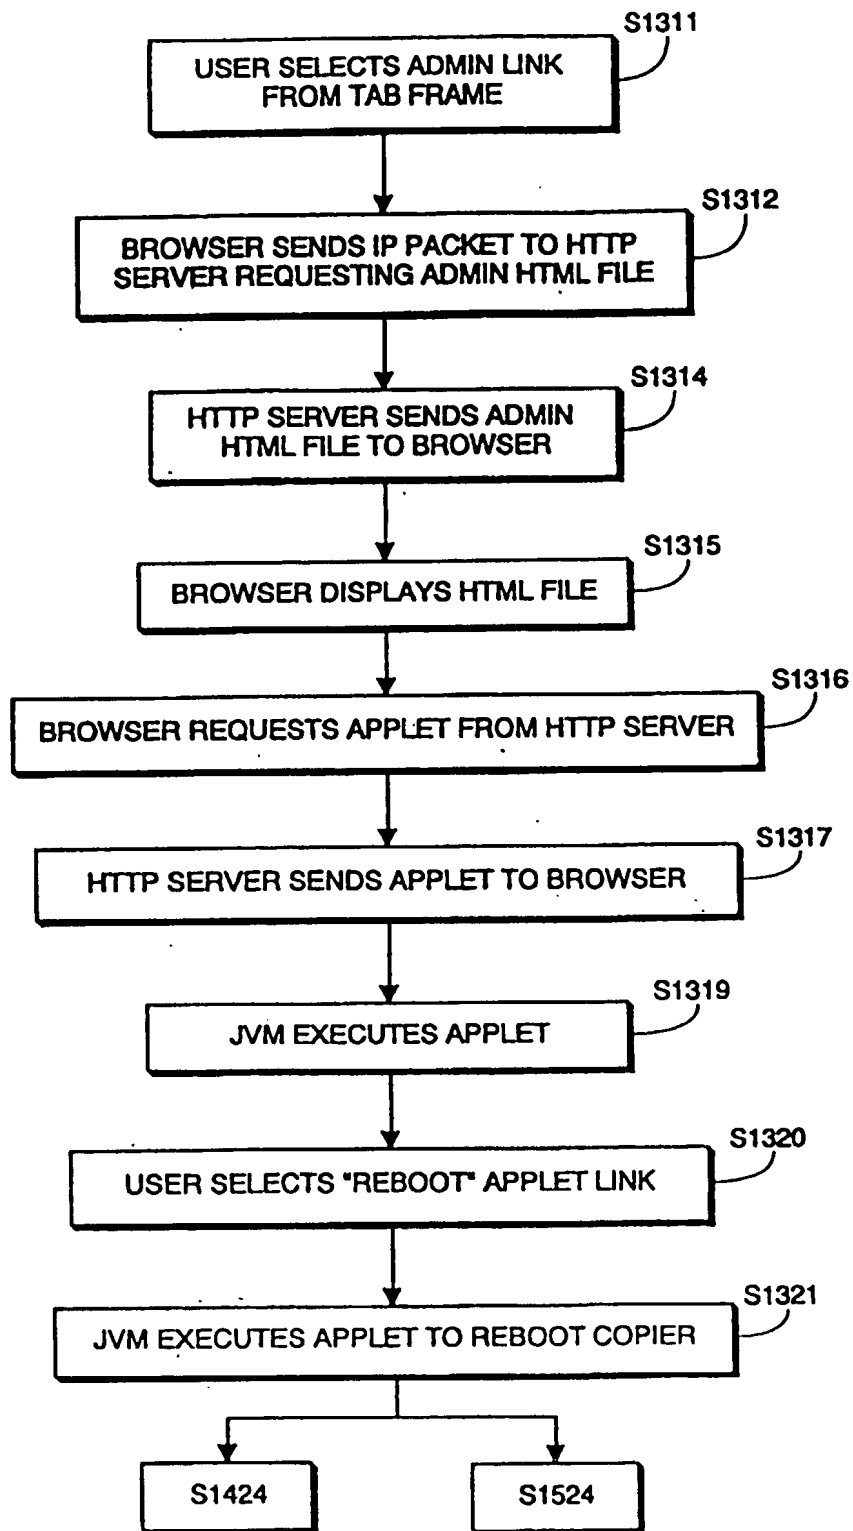 S1311
USER SELECTS ADMIN LINK
FROM TAB FRAME
S1312
BROWSER SENDS IP PACKET TO HTTP
SERVER REQUESTING ADMIN HTML FILE
S1314
HTTP SERVER SENDS ADMIN
HTML FILE TO BROWSER
S1315
BROWSER DISPLAYS HTML FILE
S1316
BROWSER REQUESTS APPLET FROM HTTP SERVER
S1317
HTTP SERVER SENDS APPLET TO BROWSER
S1319
JVM EXECUTES APPLET
S1320
USER SELECTS "REBOOT" APPLET LINK
S1321
JVM EXECUTES APPLET TO REBOOT COPIER
S1424
S1524